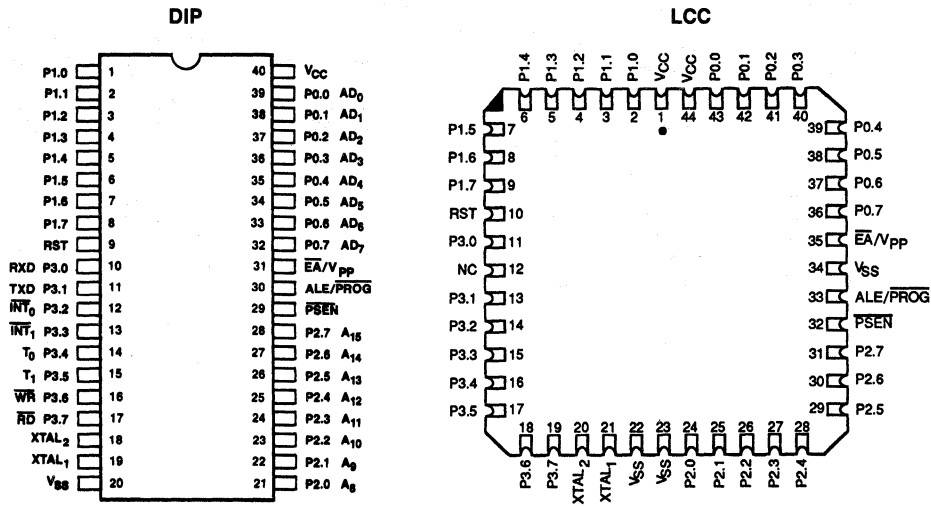 DIP
P1.0 1 40 VCC
P1.1 2 39 P0.0 AD0
P1.2 3 38 P0.1 AD1
P1.3 4 37 P0.2 AD2
P1.4 5 36 P0.3 AD3
P1.5 6 35 P0.4 AD4
P1.6 7 34 P0.5 AD5
P1.7 8 33 P0.6 AD6
RST 9 32 P0.7 AD7
RXD P3.0 10 31 EA/VPP
TXD P3.1 11 30 ALE/PROG
INT0 P3.2 12 29 PSEN
INT1 P3.3 13 28 P2.7 A15
T0 P3.4 14 27 P2.6 A14
T1 P3.5 15 26 P2.5 A13
WR P3.6 16 25 P2.4 A12
RD P3.7 17 24 P2.3 A11
XTAL2 18 23 P2.2 A10
XTAL1 19 22 P2.1 A9
VSS 20 21 P2.0 A8
LCC
P1.4 P1.3 P1.2 P1.1 P1.0 VCC VCC P0.0 P0.1 P0.2 P0.3
6 5 4 3 2 1 44 43 42 41 40
P1.5 7 39 P0.4
P1.6 8 38 P0.5
P1.7 9 37 P0.6
RST 10 36 P0.7
P3.0 11 35 EA/VPP
NC 12 34 VSS
P3.1 13 33 ALE/PROG
P3.2 14 32 PSEN
P3.3 15 31 P2.7
P3.4 16 30 P2.6
P3.5 17 29 P2.5
18 19 20 21 22 23 24 25 26 27 28
P3.6 P3.7 XTAL2 XTAL1 VSS VSS P2.0 P2.1 P2.2 P2.3 P2.4